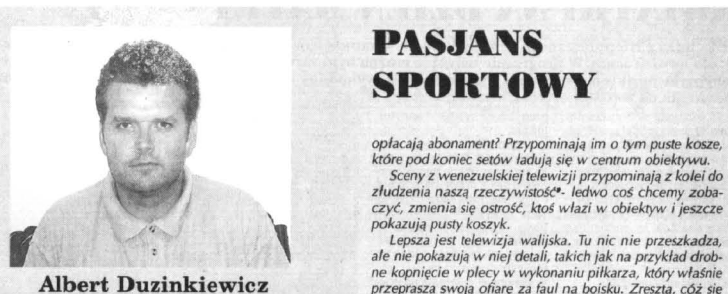 PASJANS
SPORTOWY
opłacają abonament? Przypominają im o tym puste kosze,
które pod koniec setów ładują się w centrum obiektywu.
Sceny z wenezuelskiej telewizji przypominają z kolei do
złudzenia naszą rzeczywistość*- ledwo coś chcemy zoba-
czyć, zmienia się ostrość, ktoś włazi w obiektyw i jeszcze
pokazują pusty koszyk.
Lepsza jest telewizja walijska. Tu nic nie przeszkadza,
ale nie pokazują w niej detali, takich jak na przykład drob-
ne kopnięcie w plecy w wykonaniu piłkarza, który właśnie
przeprasza swoją ofiarę za faul na boisku. Zresztą, cóż się
Albert Duzinkiewicz